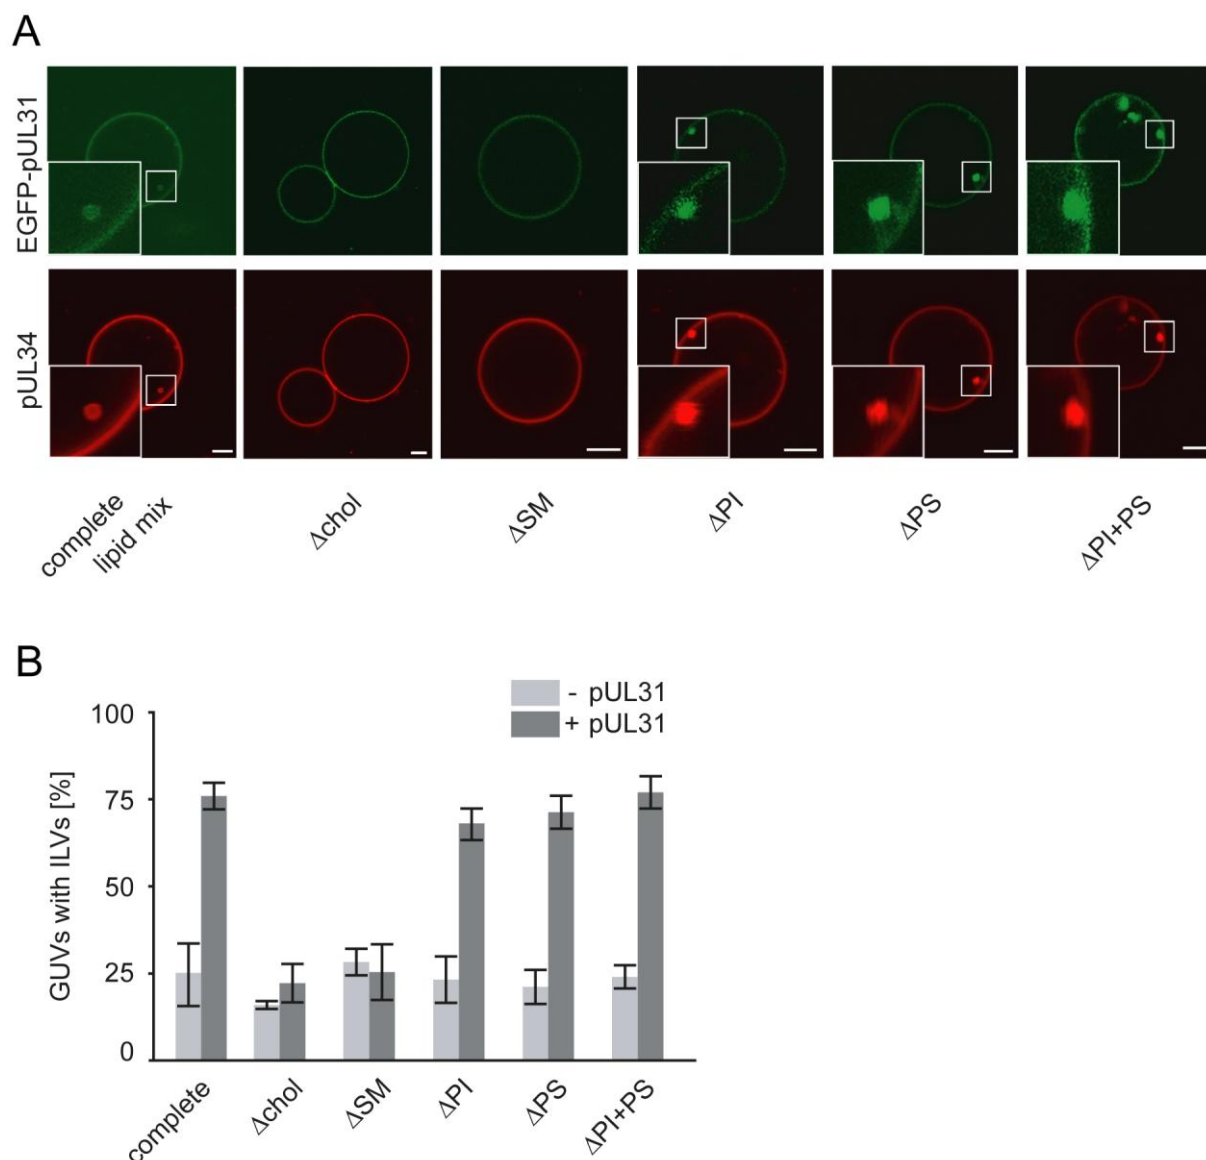 A
EGFP-pUL31
pUL34
complete
lipid mix
Δchol
ΔSM
ΔPI
ΔPS
ΔPI+PS
B
- pUL31
+ pUL31
GUVs with ILVs [%]
100
75
50
25
0
complete
Δchol
ΔSM
ΔPI
ΔPS
ΔPI+PS